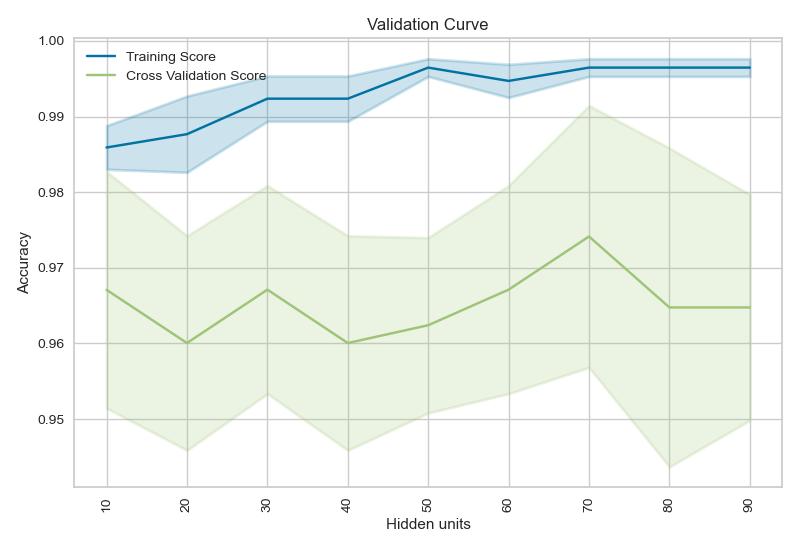 Validation Curve
1.00
0.99
0.98
0.97
0.96
0.95
Accuracy
Training Score
Cross Validation Score
10 20 30 40 50 60 70 80 90
Hidden units